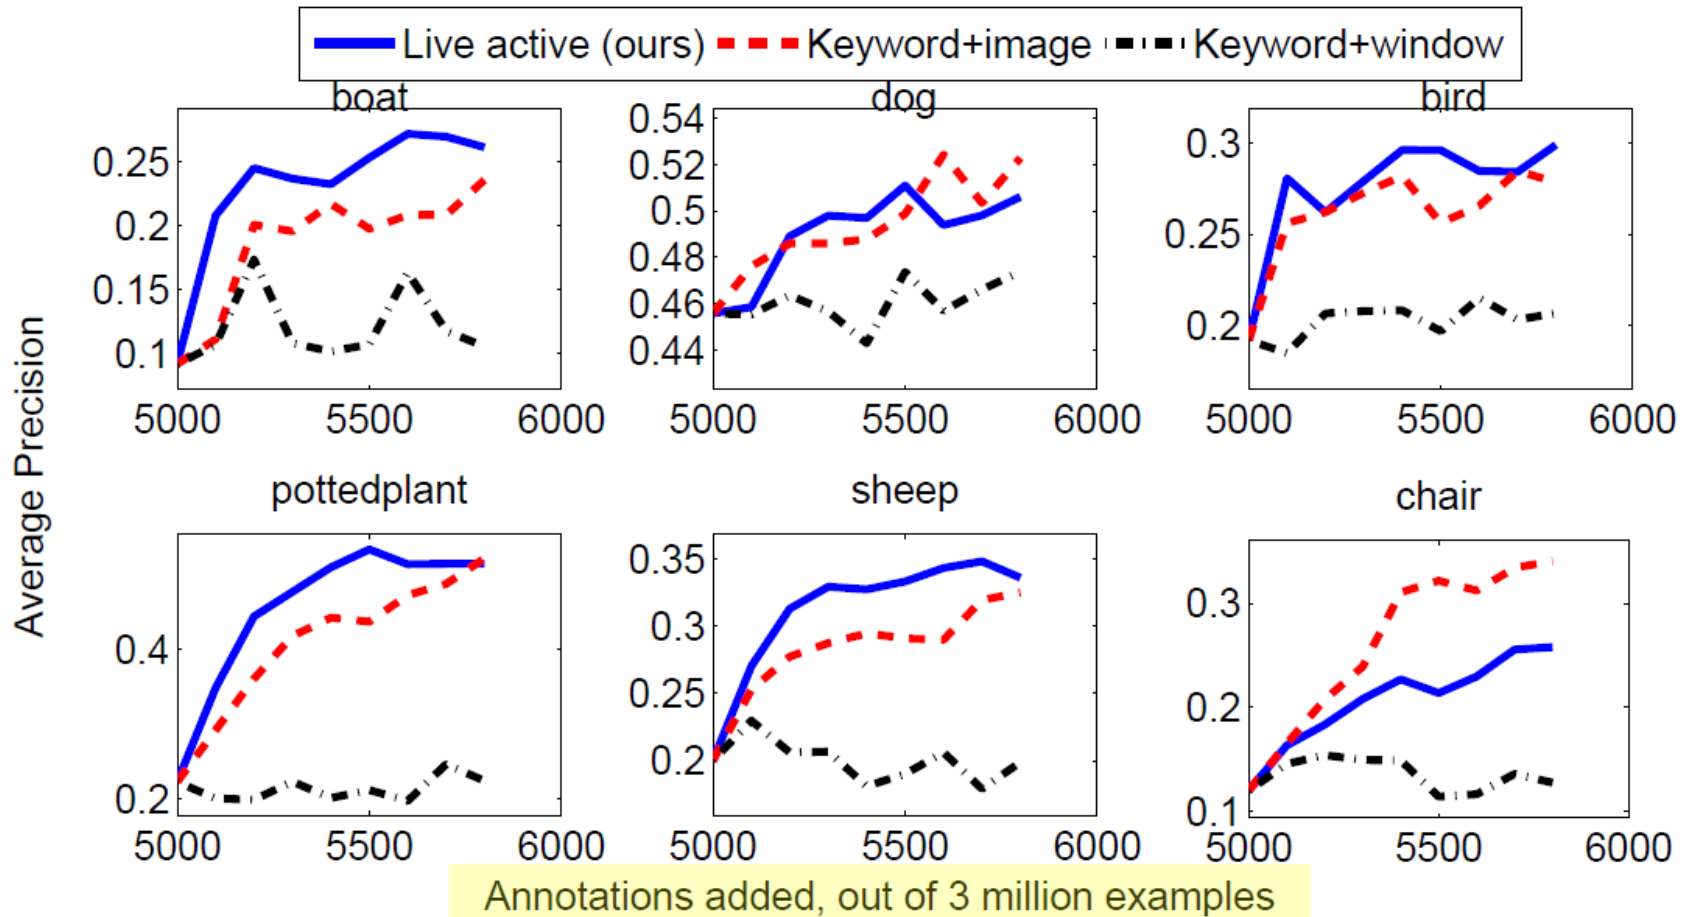 Live active (ours) Keyword+image Keyword+window
boat dog bird
0.25 0.2 0.15 0.1
5000 5500 6000
0.54 0.52 0.5 0.48 0.46 0.44
5000 5500 6000
0.3 0.25 0.2
5000 5500 6000
Average Precision
pottedplant sheep chair
0.4 0.2
5000 5500 6000
0.35 0.3 0.25 0.2
5000 5500 6000
0.3 0.2 0.1
5000 5500 6000
Annotations added, out of 3 million examples